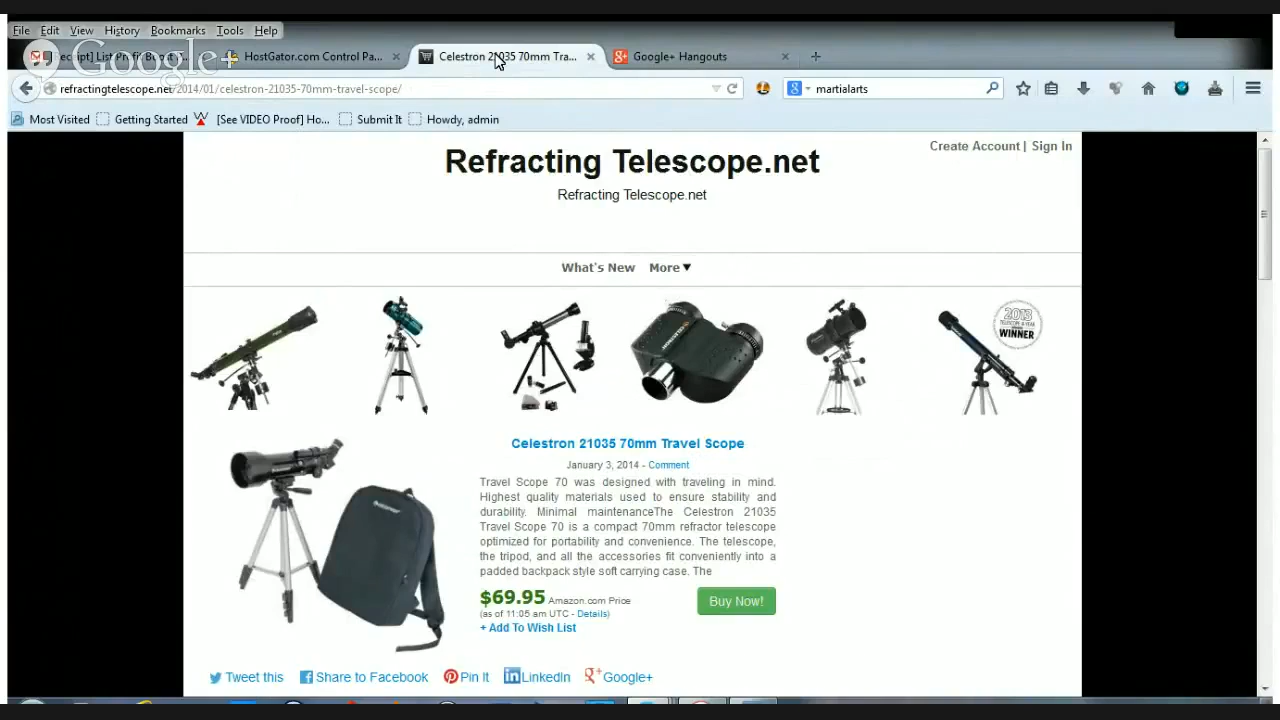 File Edit View History Bookmarks Tools Help
Google+
HostGator.com Control Pa...
Celestron 21035 70mm Tra...
Google+ Hangouts
refractingtelescope.net/2014/01/celestron-21035-70mm-travel-scope/
martialarts
Most Visited Getting Started [See VIDEO Proof] Ho... Submit It Howdy, admin
Create Account | Sign In
Refracting Telescope.net
Refracting Telescope.net
What's New More ▼
2013
WINNER
Celestron 21035 70mm Travel Scope
January 3, 2014 - Comment
Travel Scope 70 was designed with traveling in mind.
Highest quality materials used to ensure stability and
durability. Minimal maintenanceThe Celestron 21035
Travel Scope 70 is a compact 70mm refractor telescope
optimized for portability and convenience. The telescope,
the tripod, and all the accessories fit conveniently into a
padded backpack style soft carrying case. The
$69.95 Amazon.com Price
(as of 11:05 am UTC - Details)
Buy Now!
+ Add To Wish List
Tweet this Share to Facebook Pin It LinkedIn Google+